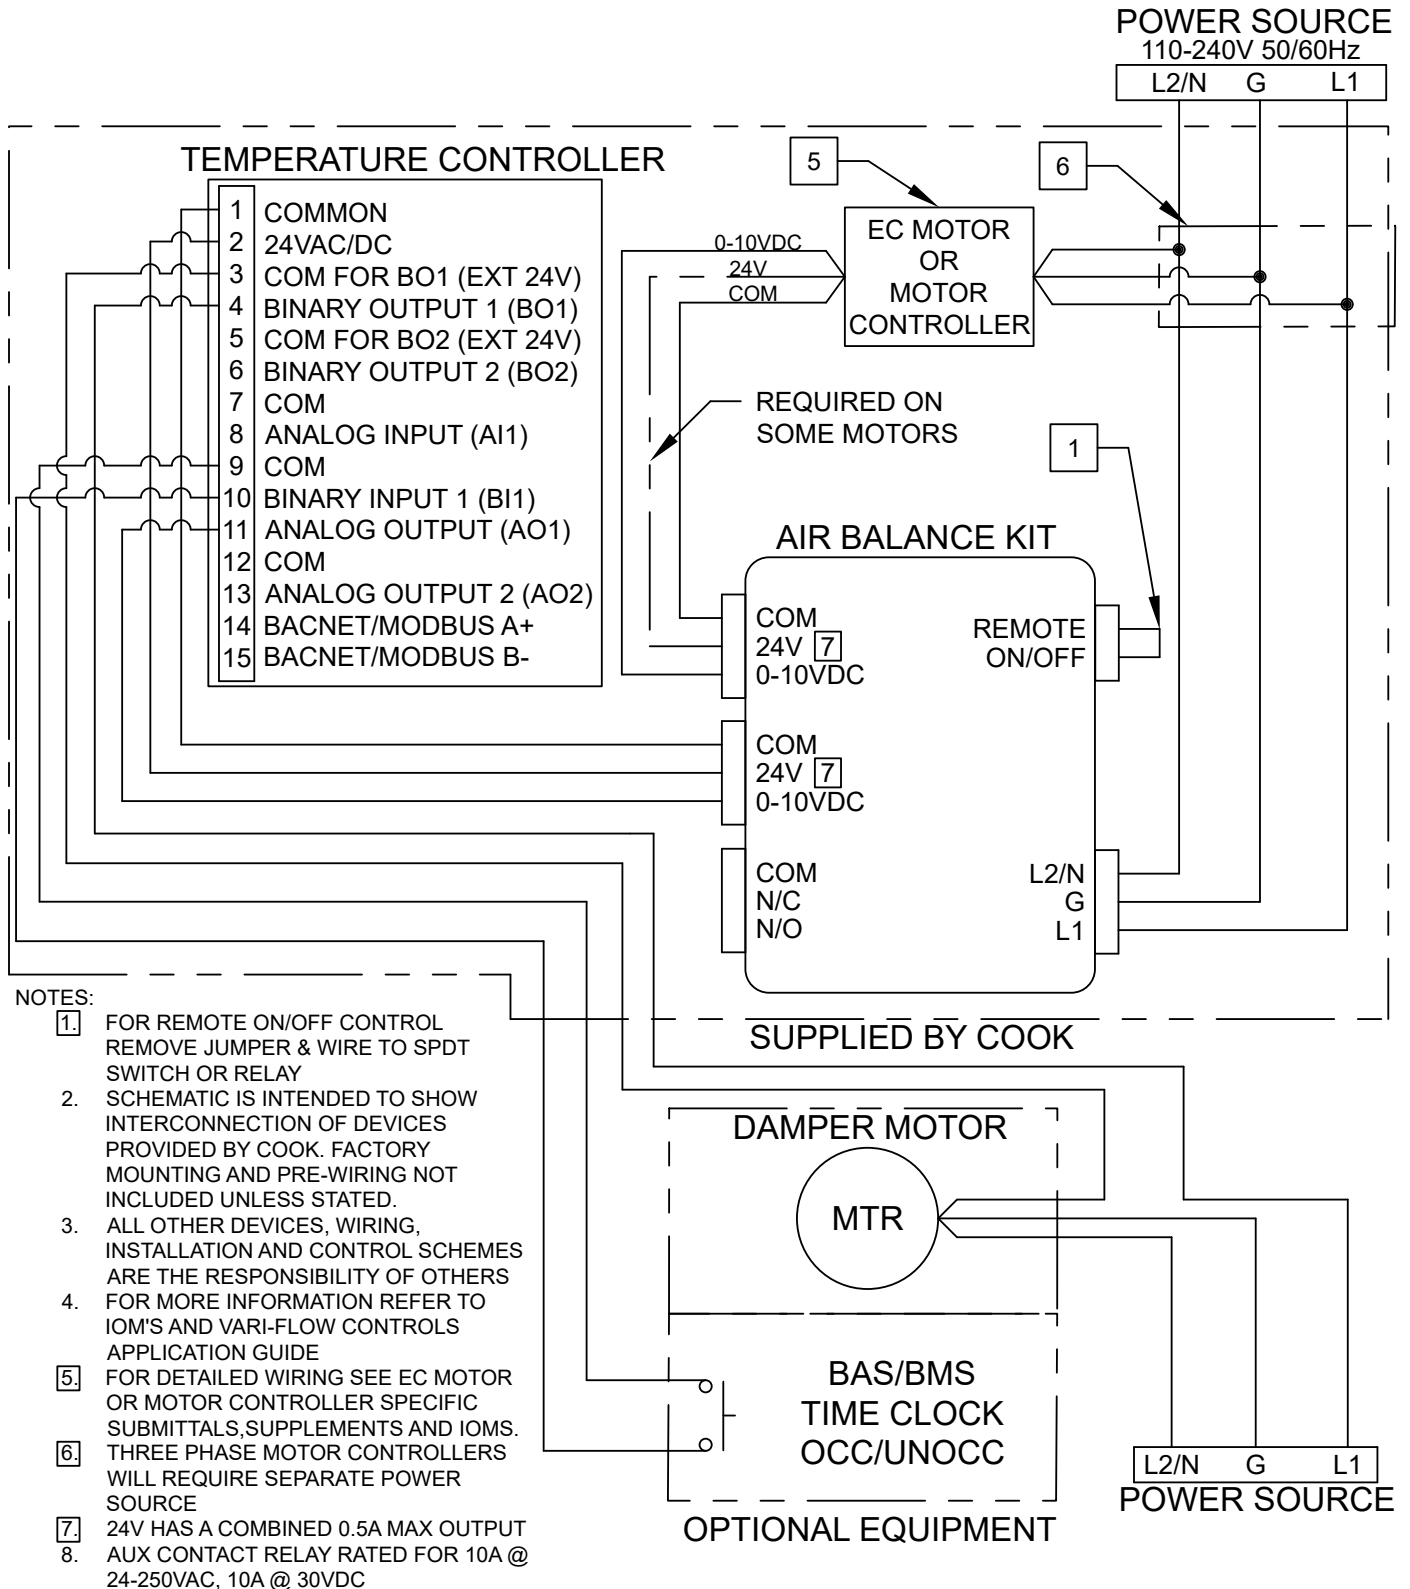 POWER SOURCE
110-240V 50/60Hz
L2/N G L1
TEMPERATURE CONTROLLER
1 COMMON
2 24VAC/DC
3 COM FOR BO1 (EXT 24V)
4 BINARY OUTPUT 1 (BO1)
5 COM FOR BO2 (EXT 24V)
6 BINARY OUTPUT 2 (BO2)
7 COM
8 ANALOG INPUT (AI1)
9 COM
10 BINARY INPUT 1 (BI1)
11 ANALOG OUTPUT (AO1)
12 COM
13 ANALOG OUTPUT 2 (AO2)
14 BACNET/MODBUS A+
15 BACNET/MODBUS B-
5
6
0-10VDC
24V
COM
EC MOTOR
OR
MOTOR
CONTROLLER
REQUIRED ON
SOME MOTORS
1
AIR BALANCE KIT
COM
24V 7
0-10VDC
REMOTE
ON/OFF
COM
24V 7
0-10VDC
COM
N/C
N/O
L2/N
G
L1
SUPPLIED BY COOK
NOTES:
1. FOR REMOTE ON/OFF CONTROL
REMOVE JUMPER & WIRE TO SPDT
SWITCH OR RELAY
2. SCHEMATIC IS INTENDED TO SHOW
INTERCONNECTION OF DEVICES
PROVIDED BY COOK. FACTORY
MOUNTING AND PRE-WIRING NOT
INCLUDED UNLESS STATED.
3. ALL OTHER DEVICES, WIRING,
INSTALLATION AND CONTROL SCHEMES
ARE THE RESPONSIBILITY OF OTHERS
4. FOR MORE INFORMATION REFER TO
IOM'S AND VARI-FLOW CONTROLS
APPLICATION GUIDE
5. FOR DETAILED WIRING SEE EC MOTOR
OR MOTOR CONTROLLER SPECIFIC
SUBMITTALS,SUPPLEMENTS AND IOMS.
6. THREE PHASE MOTOR CONTROLLERS
WILL REQUIRE SEPARATE POWER
SOURCE
7. 24V HAS A COMBINED 0.5A MAX OUTPUT
8. AUX CONTACT RELAY RATED FOR 10A @
24-250VAC, 10A @ 30VDC
DAMPER MOTOR
MTR
BAS/BMS
TIME CLOCK
OCC/UNOCC
OPTIONAL EQUIPMENT
L2/N G L1
POWER SOURCE